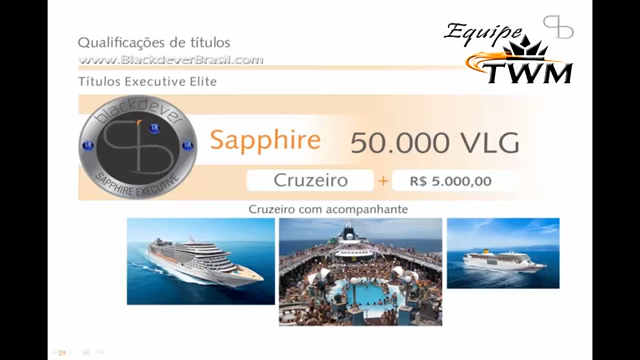 Qualificações de títulos
www.BlackdeverBrasil.com
Equipe
TWM
Títulos Executive Elite
blackdever
SAPPHIRE EXECUTIVE
Sapphire
50.000 VLG
Cruzeiro + R$ 5.000,00
Cruzeiro com acompanhante
29